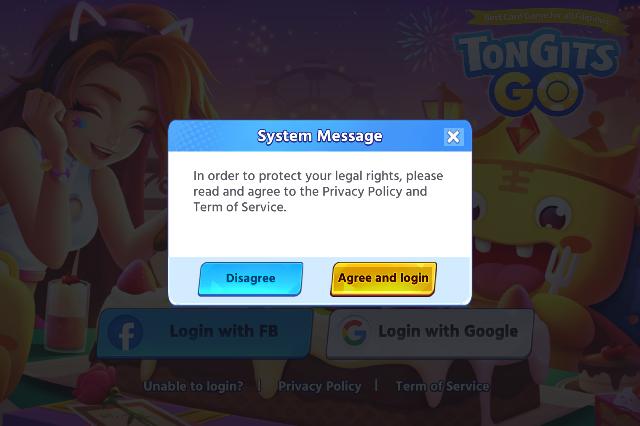 Best Card Game for all Filipinos
TONGITS
GO
System Message
In order to protect your legal rights, please
read and agree to the Privacy Policy and
Term of Service.
Disagree
Agree and login
Login with FB
Login with Google
Unable to login? | Privacy Policy | Term of Service